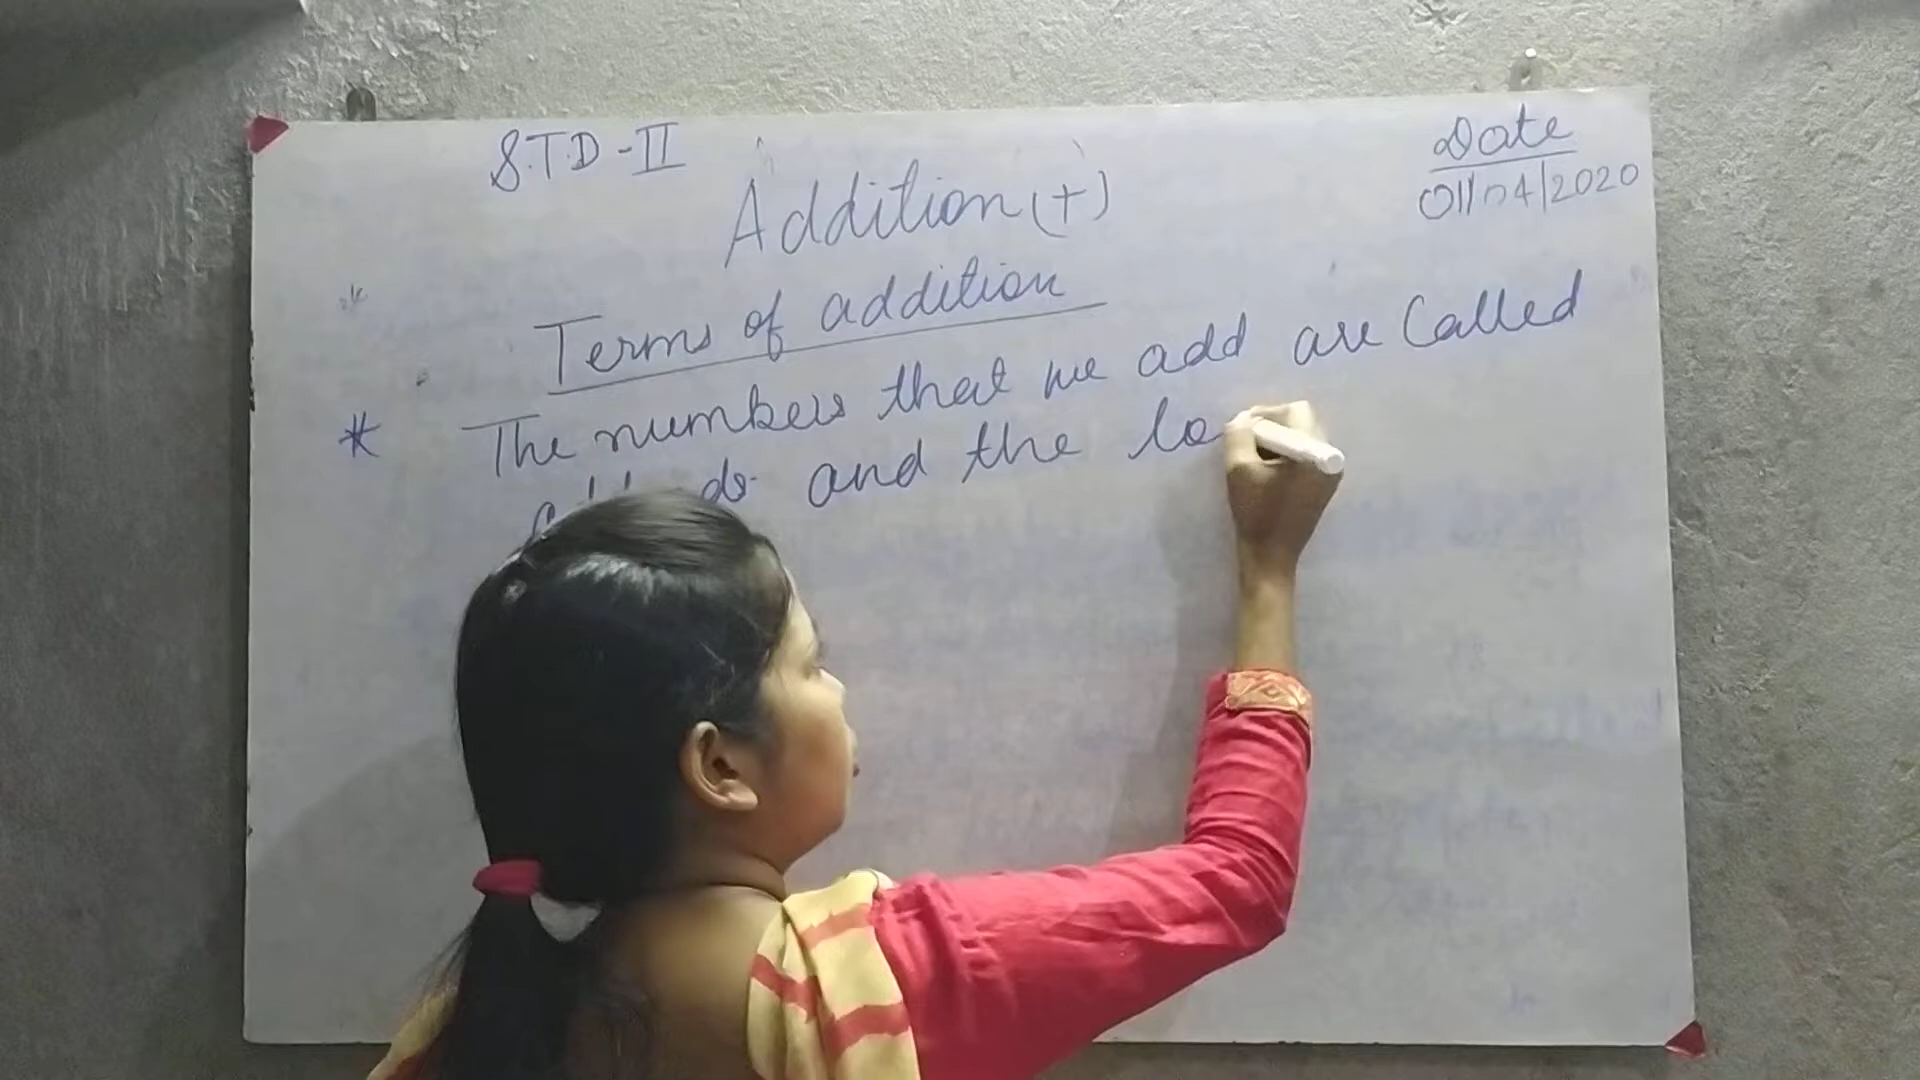 S.T.D - II
Date
01/04/2020
Addition (+)
Terms of addition
* The numbers that we add are Called
and the